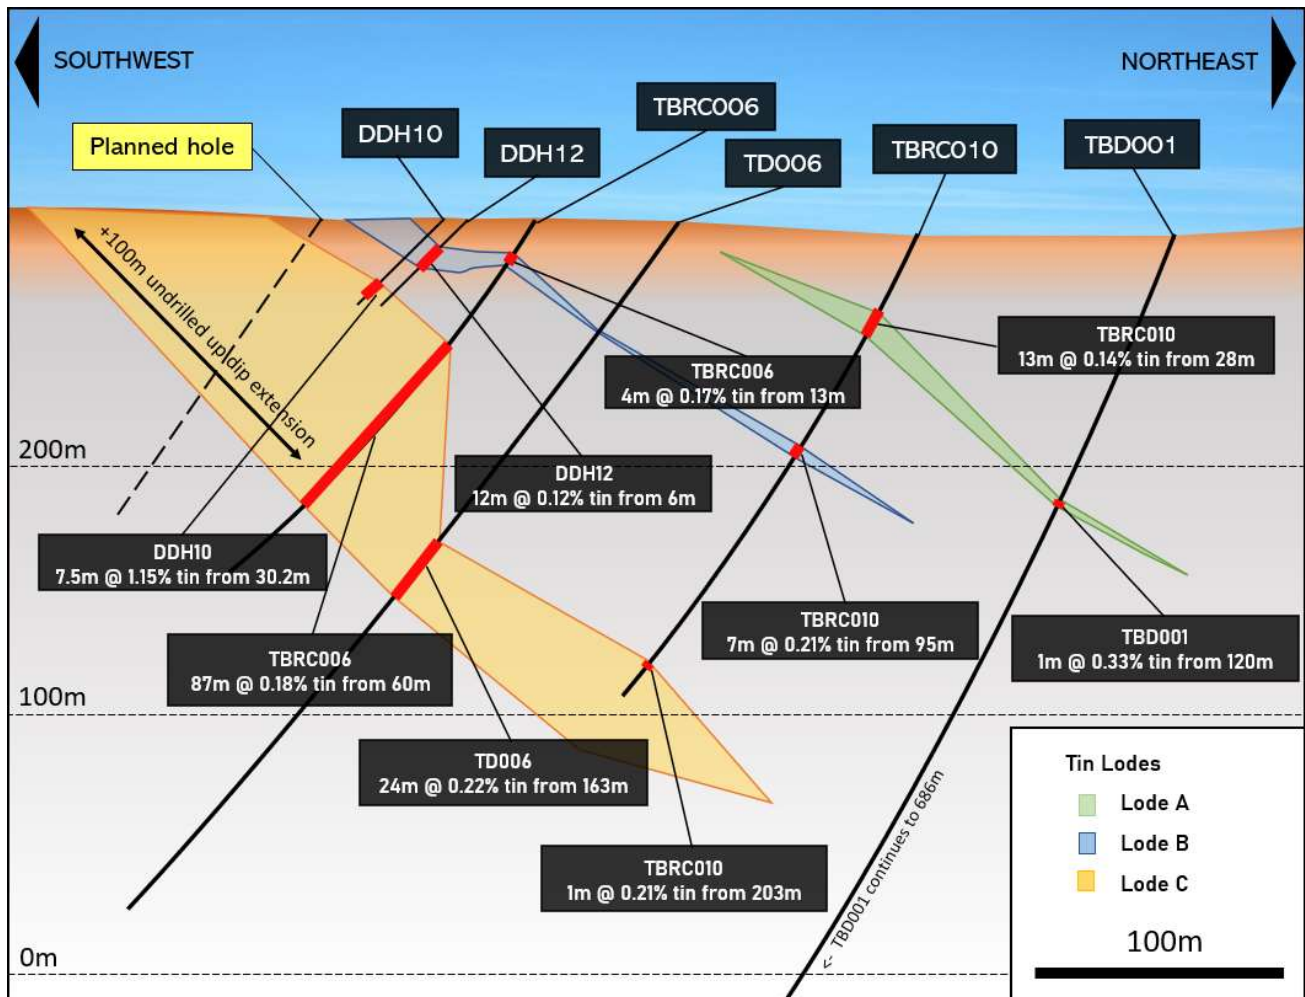 SOUTHWEST
NORTHEAST
Planned hole
DDH10
DDH12
TBRC006
TD006
TBRC010
TBD001
+100m undrilled up dip extension
TBRC010
13m @ 0.14% tin from 28m
TBRC006
4m @ 0.17% tin from 13m
200m
DDH12
12m @ 0.12% tin from 6m
DDH10
7.5m @ 1.15% tin from 30.2m
TBRC010
7m @ 0.21% tin from 95m
TBD001
1m @ 0.33% tin from 120m
TBRC006
87m @ 0.18% tin from 60m
100m
TD006
24m @ 0.22% tin from 163m
TBRC010
1m @ 0.21% tin from 203m
<- TBD001 continues to 686m
0m
Tin Lodes
Lode A
Lode B
Lode C
100m